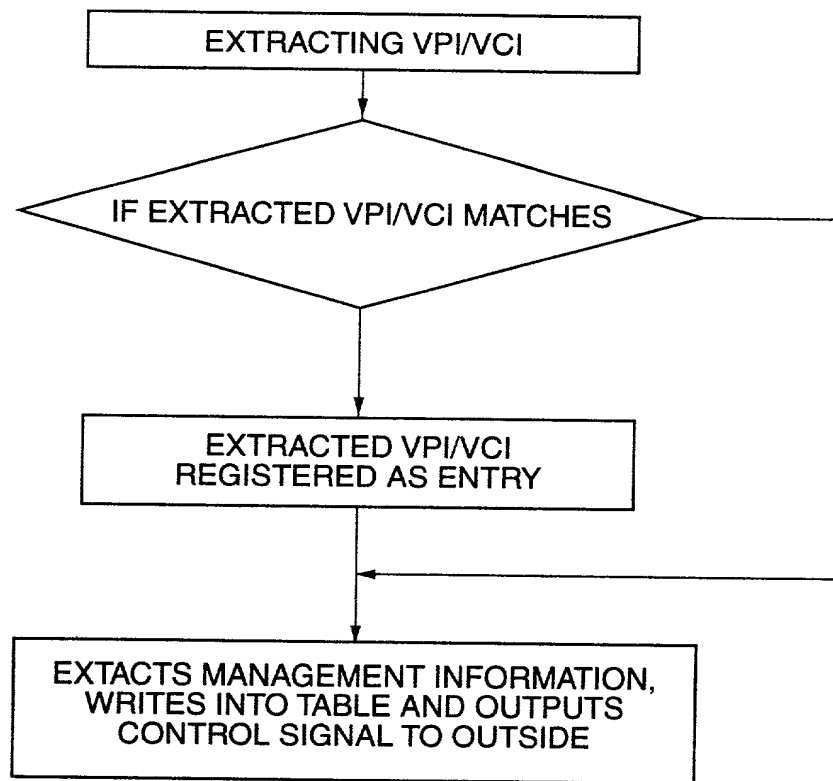 EXTRACTING VPI/VCI
IF EXTRACTED VPI/VCI MATCHES
EXTRACTED VPI/VCI
REGISTERED AS ENTRY
EXTACTS MANAGEMENT INFORMATION,
WRITES INTO TABLE AND OUTPUTS
CONTROL SIGNAL TO OUTSIDE